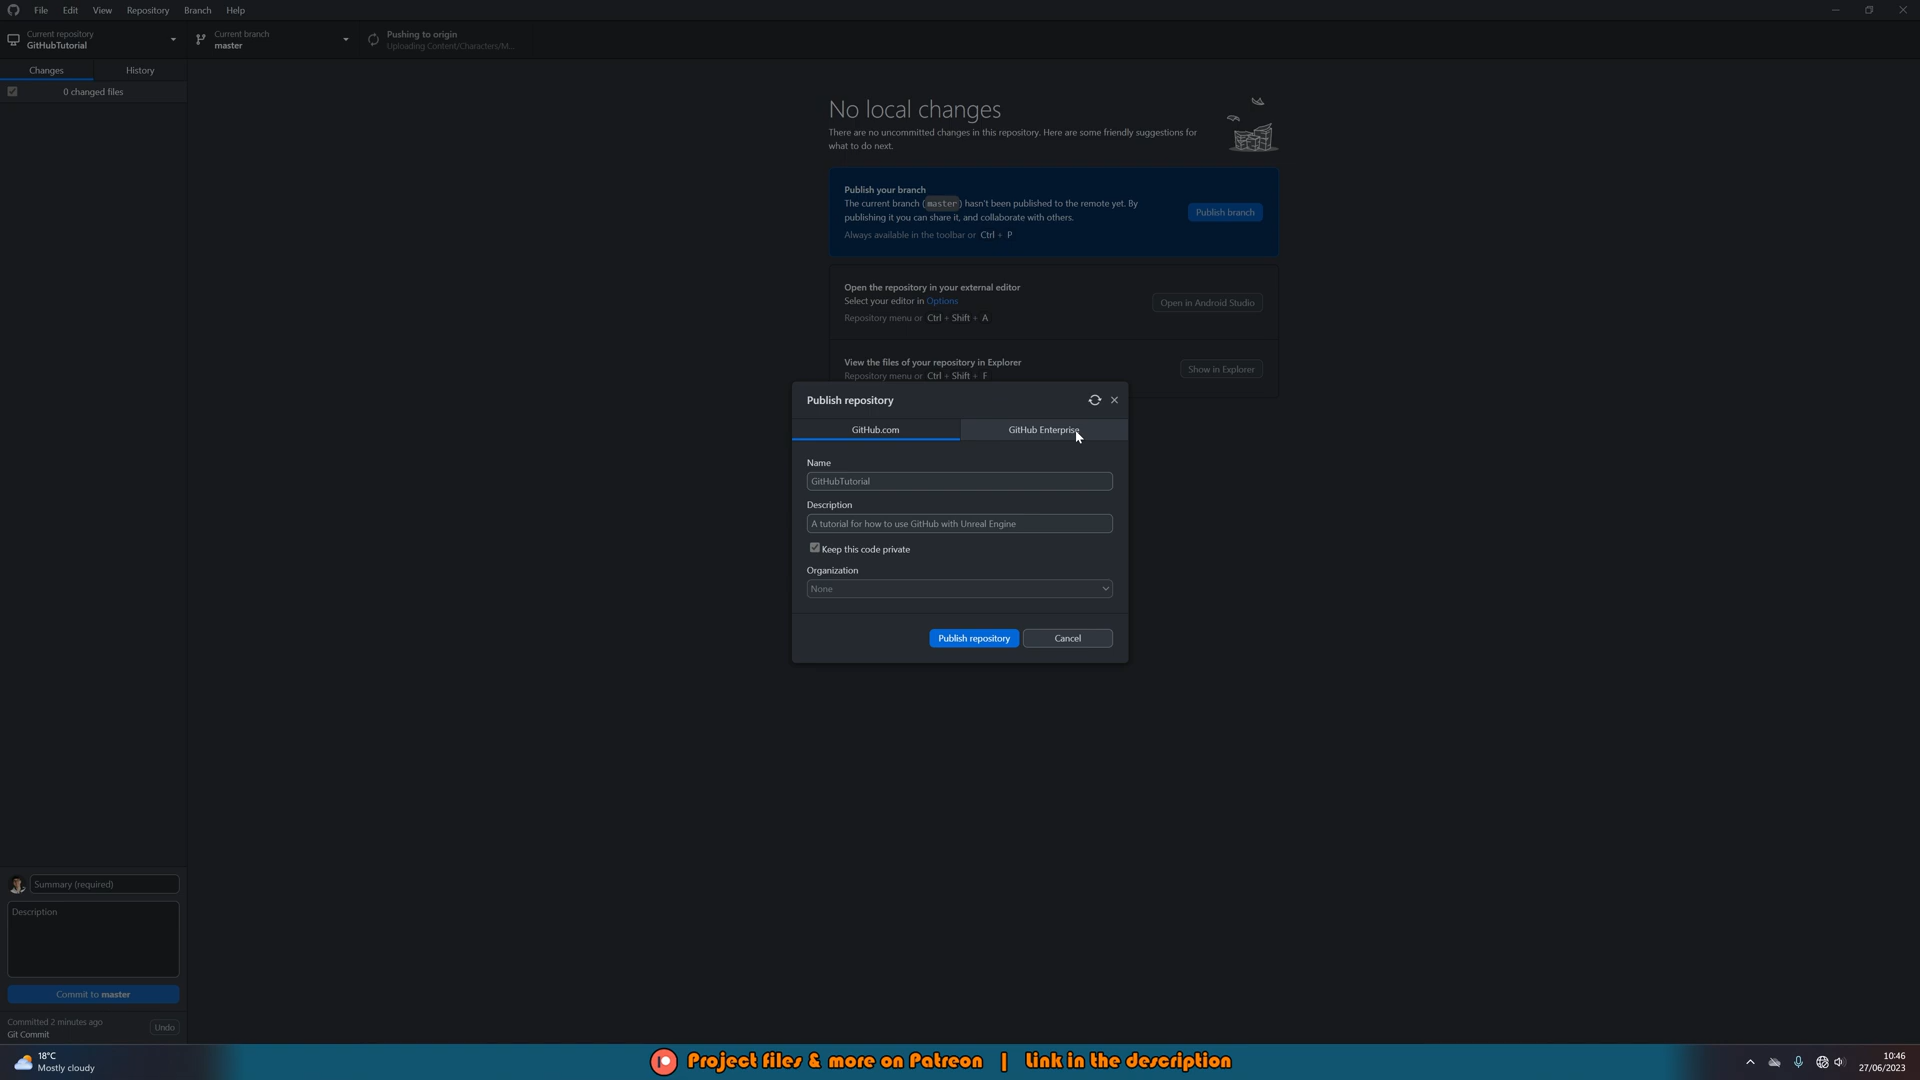 File Edit View Repository Branch Help
Current repository
GitHubTutorial
Current branch
master
Pushing to origin
Uploading Content/Characters/M...
Changes History
0 changed files
No local changes
There are no uncommitted changes in this repository. Here are some friendly suggestions for
what to do next.
Publish your branch
The current branch ( master ) hasn't been published to the remote yet. By
publishing it you can share it, and collaborate with others.
Always available in the toolbar or Ctrl + P
Publish branch
Open the repository in your external editor
Select your editor in Options
Repository menu or Ctrl + Shift + A
Open in Android Studio
View the files of your repository in Explorer
Repository menu or Ctrl + Shift + F
Show in Explorer
Publish repository
GitHub.com GitHub Enterprise
Name
GitHubTutorial
Description
A tutorial for how to use GitHub with Unreal Engine
Keep this code private
Organization
None
Publish repository Cancel
Summary (required)
Description
Commit to master
Committed 2 minutes ago
Git Commit
Undo
18°C
Mostly cloudy
Project files & more on Patreon | Link in the description
10:46
27/06/2023